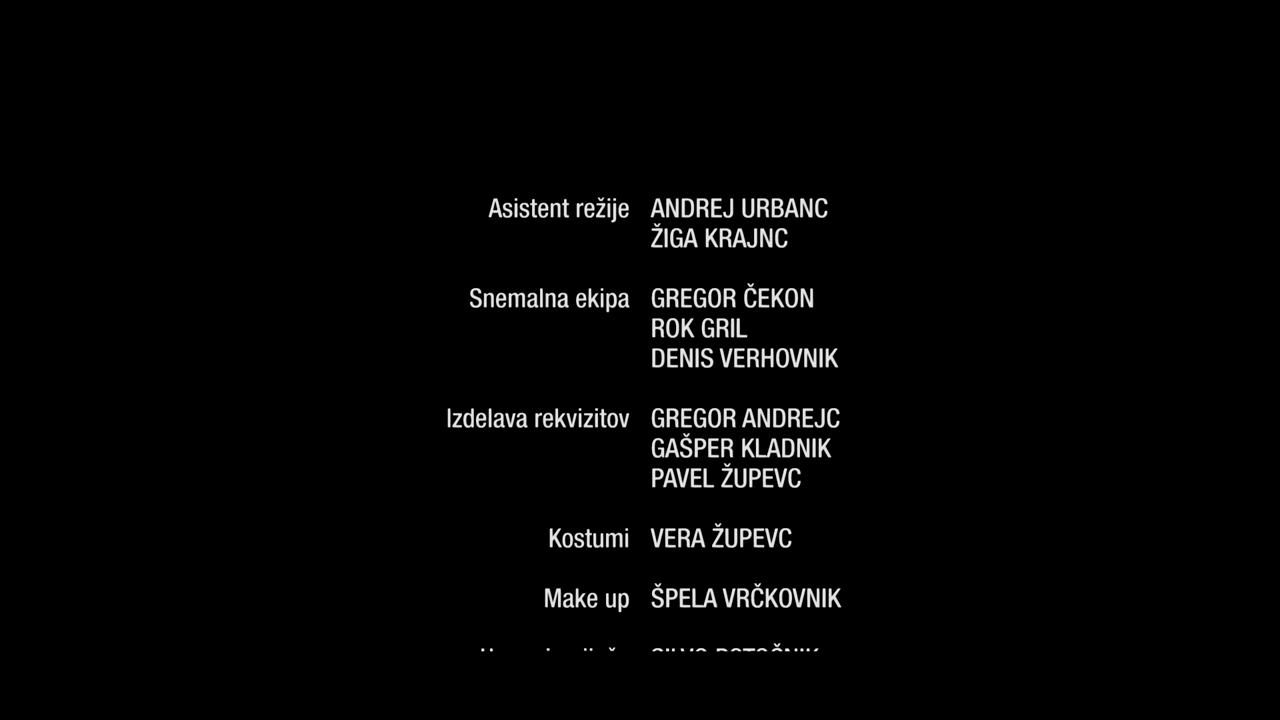 Asistent režije ANDREJ URBANC
ŽIGA KRAJNC
Snemalna ekipa GREGOR ČEKON
ROK GRIL
DENIS VERHOVNIK
Izdelava rekvizitov GREGOR ANDREJC
GAŠPER KLADNIK
PAVEL ŽUPEVC
Kostumi VERA ŽUPEVC
Make up ŠPELA VRČKOVNIK